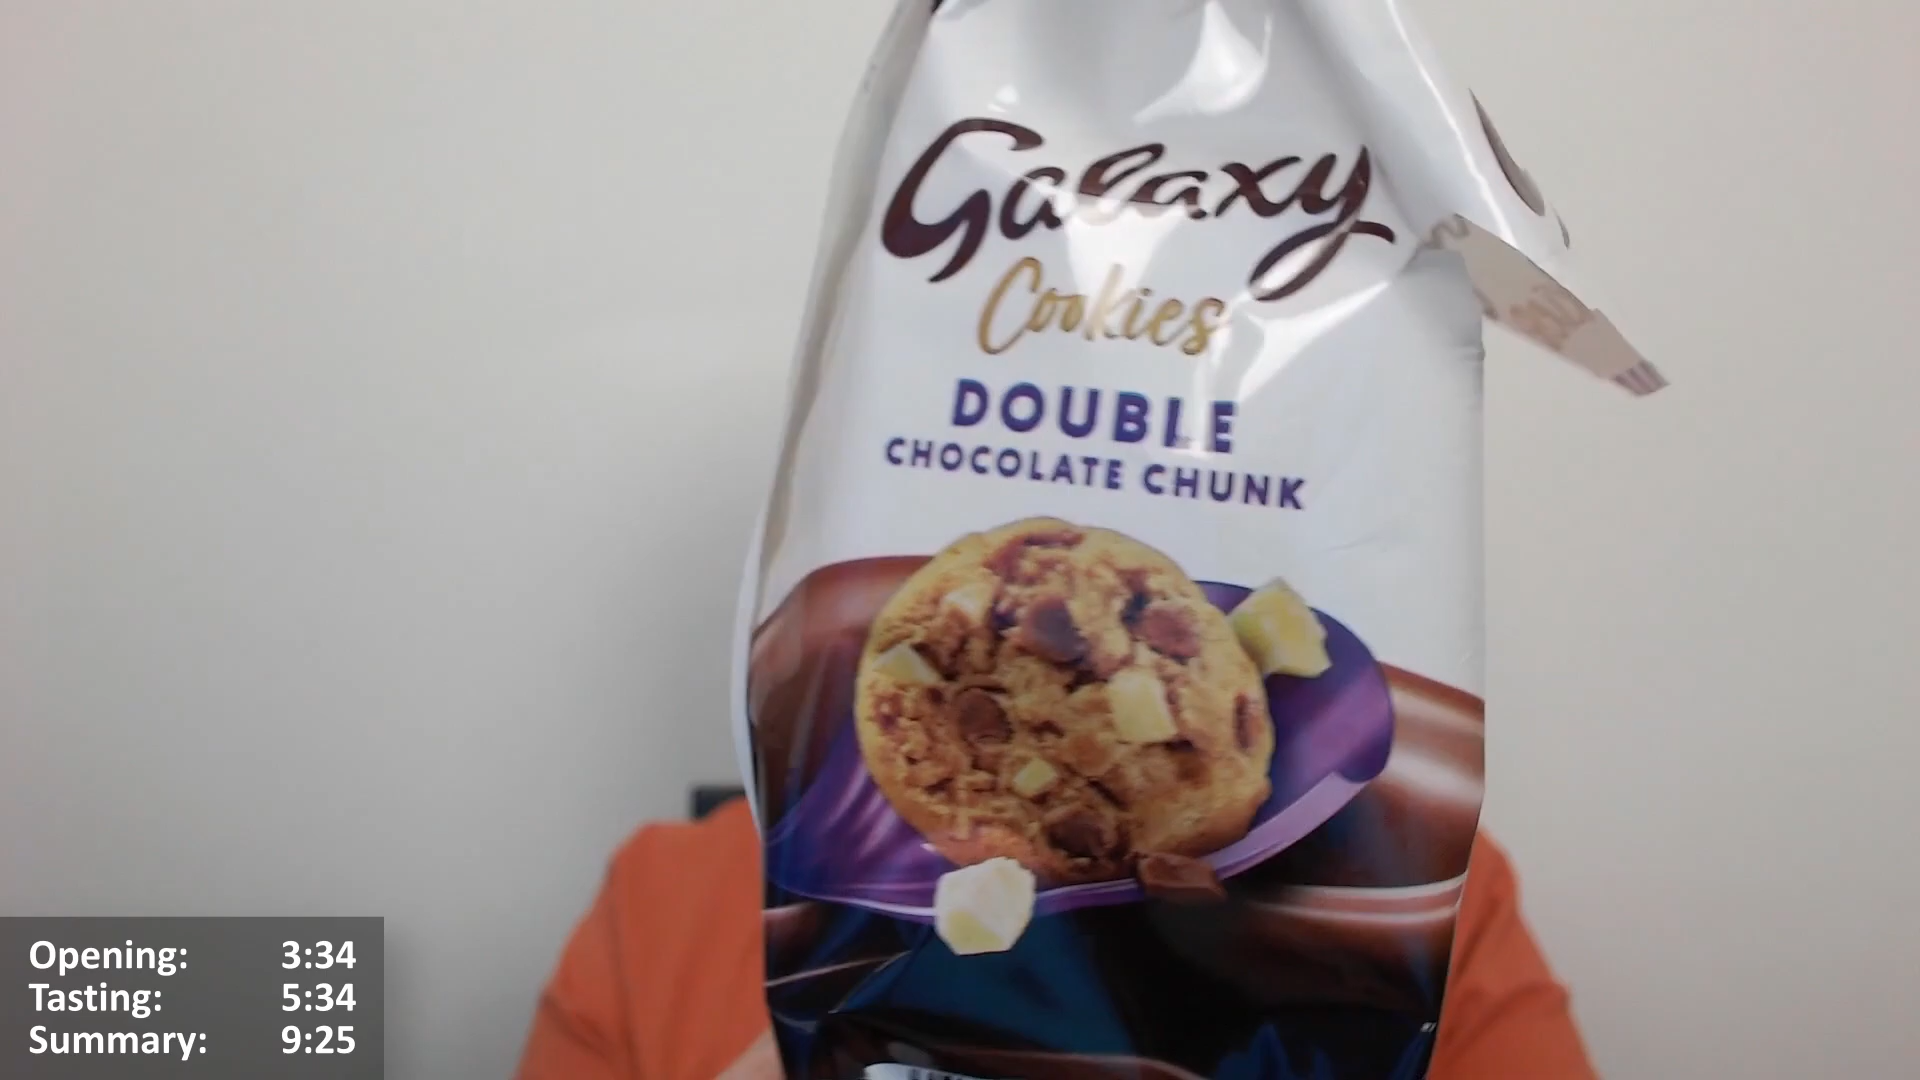 Galaxy
Cookies
DOUBLE
CHOCOLATE CHUNK
Opening: 3:34
Tasting: 5:34
Summary: 9:25